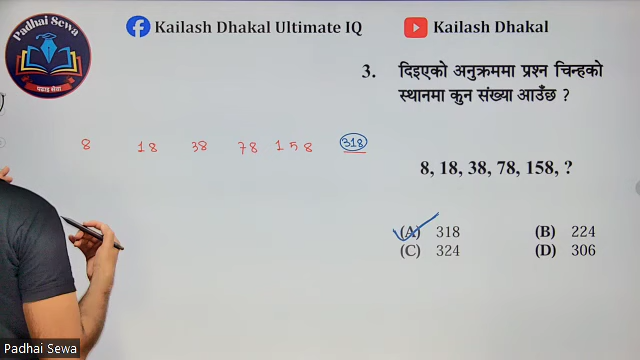 Padhai Sewa
पढाइ सेवा
Kailash Dhakal Ultimate IQ
Kailash Dhakal
3. दिइएको अनुक्रममा प्रश्न चिन्हको
स्थानमा कुन संख्या आउँछ ?
8 18 38 78 158 318
8, 18, 38, 78, 158, ?
(A) 318 (B) 224
(C) 324 (D) 306
Padhai Sewa